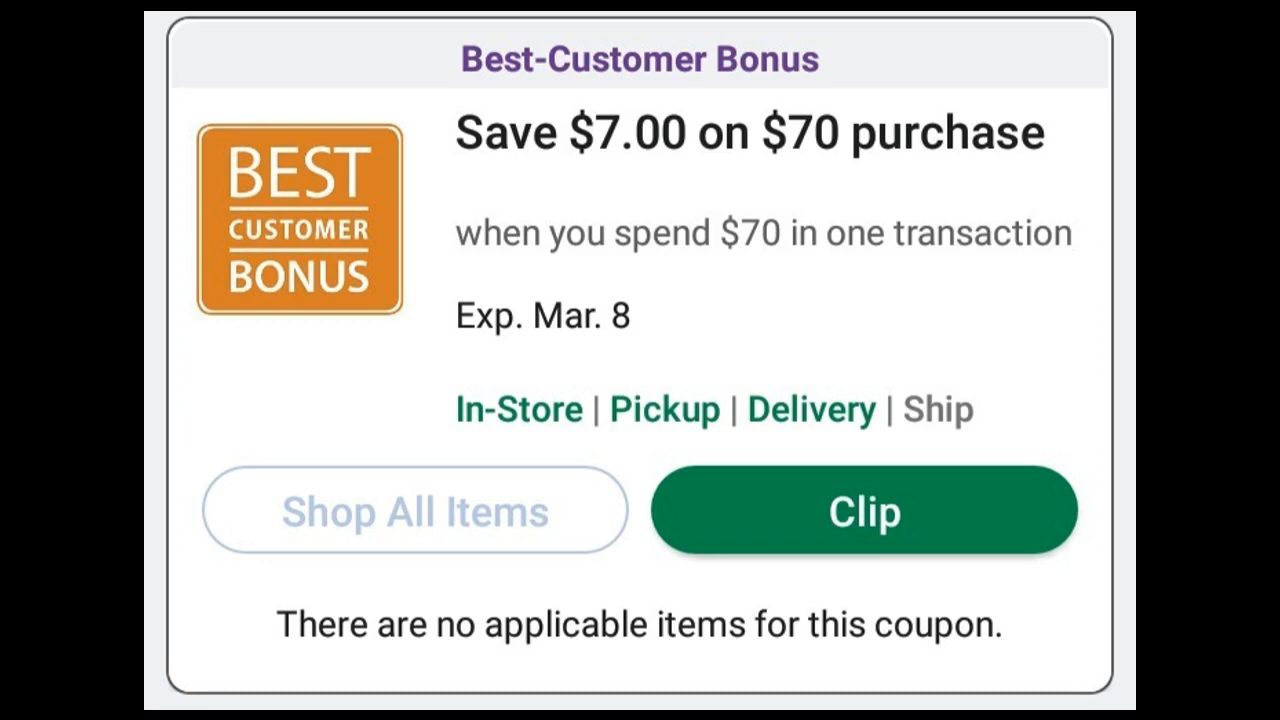 Best-Customer Bonus
BEST
CUSTOMER
BONUS
Save $7.00 on $70 purchase
when you spend $70 in one transaction
Exp. Mar. 8
In-Store | Pickup | Delivery | Ship
Shop All Items
Clip
There are no applicable items for this coupon.